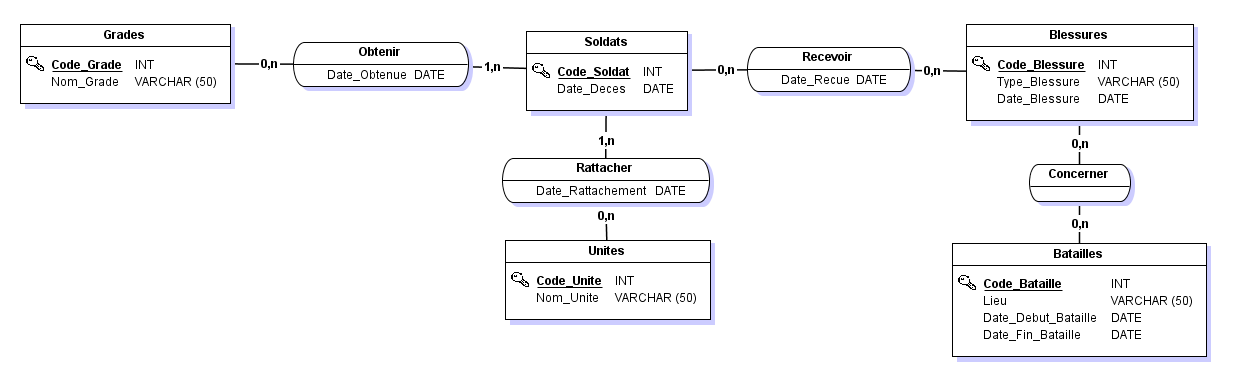 Grades
Code_Grade INT
Nom_Grade VARCHAR (50)
0,n
Obtenir
Date_Obtenue DATE
1,n
Soldats
Code_Soldat INT
Date_Deces DATE
0,n
Recevoir
Date_Recue DATE
0,n
Blessures
Code_Blessure INT
Type_Blessure VARCHAR (50)
Date_Blessure DATE
1,n
Rattacher
Date_Rattachement DATE
0,n
Unites
Code_Unite INT
Nom_Unite VARCHAR (50)
0,n
Concerner
0,n
Batailles
Code_Bataille INT
Lieu VARCHAR (50)
Date_Debut_Bataille DATE
Date_Fin_Bataille DATE